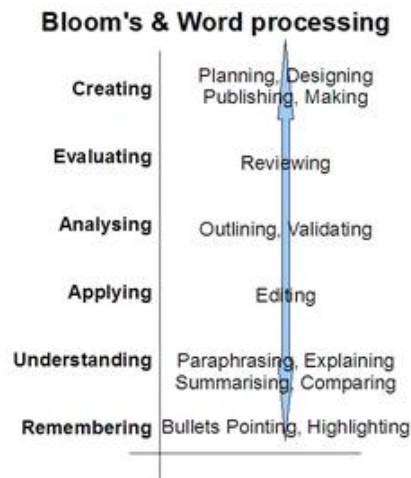 Bloom's & Word processing
Creating
Planning, Designing
Publishing, Making
Evaluating
Reviewing
Analysing
Outlining, Validating
Applying
Editing
Understanding
Paraphrasing, Explaining
Summarising, Comparing
Remembering
Bullets Pointing, Highlighting